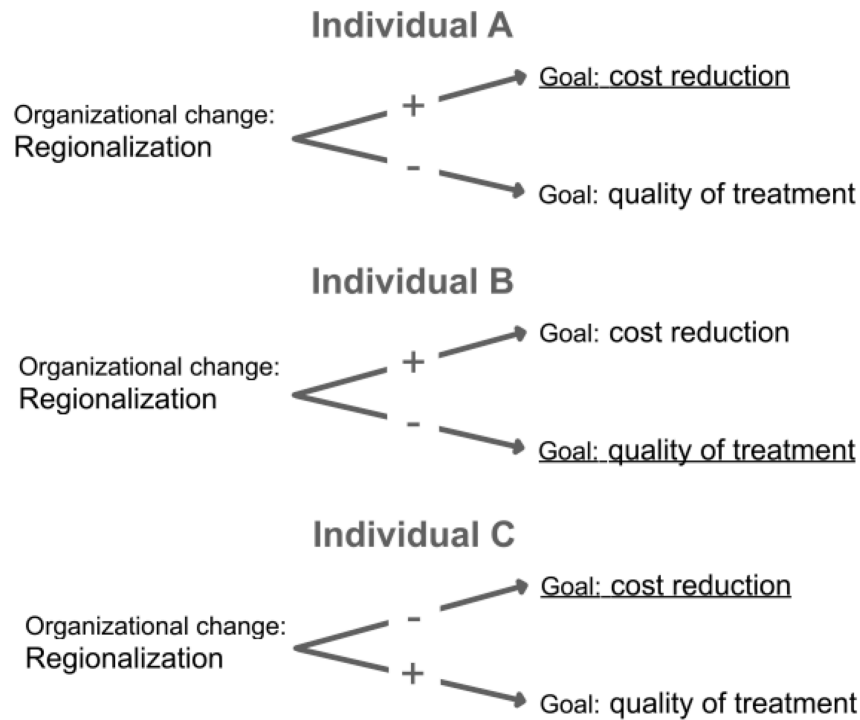 Individual A
Goal: cost reduction
+
Organizational change:
Regionalization
-
Goal: quality of treatment
Individual B
Goal: cost reduction
+
Organizational change:
Regionalization
-
Goal: quality of treatment
Individual C
Goal: cost reduction
-
Organizational change:
Regionalization
+
Goal: quality of treatment